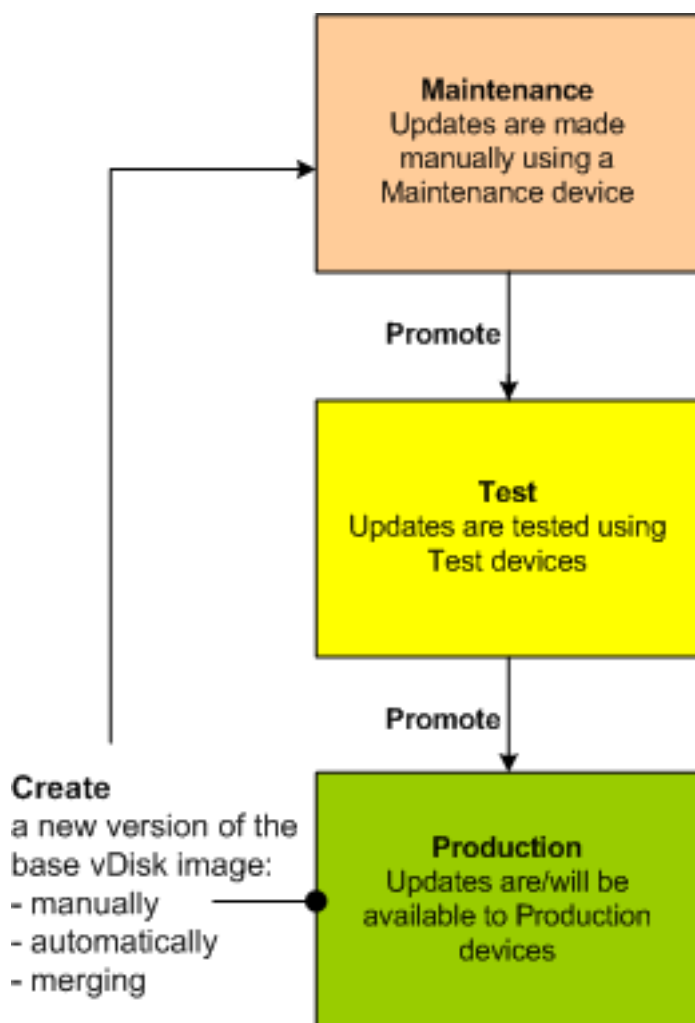 Maintenance
Updates are made
manually using a
Maintenance device
Promote
Test
Updates are tested using
Test devices
Promote
Create
a new version of the
base vDisk image:
- manually
- automatically
- merging
Production
Updates are/will be
available to Production
devices